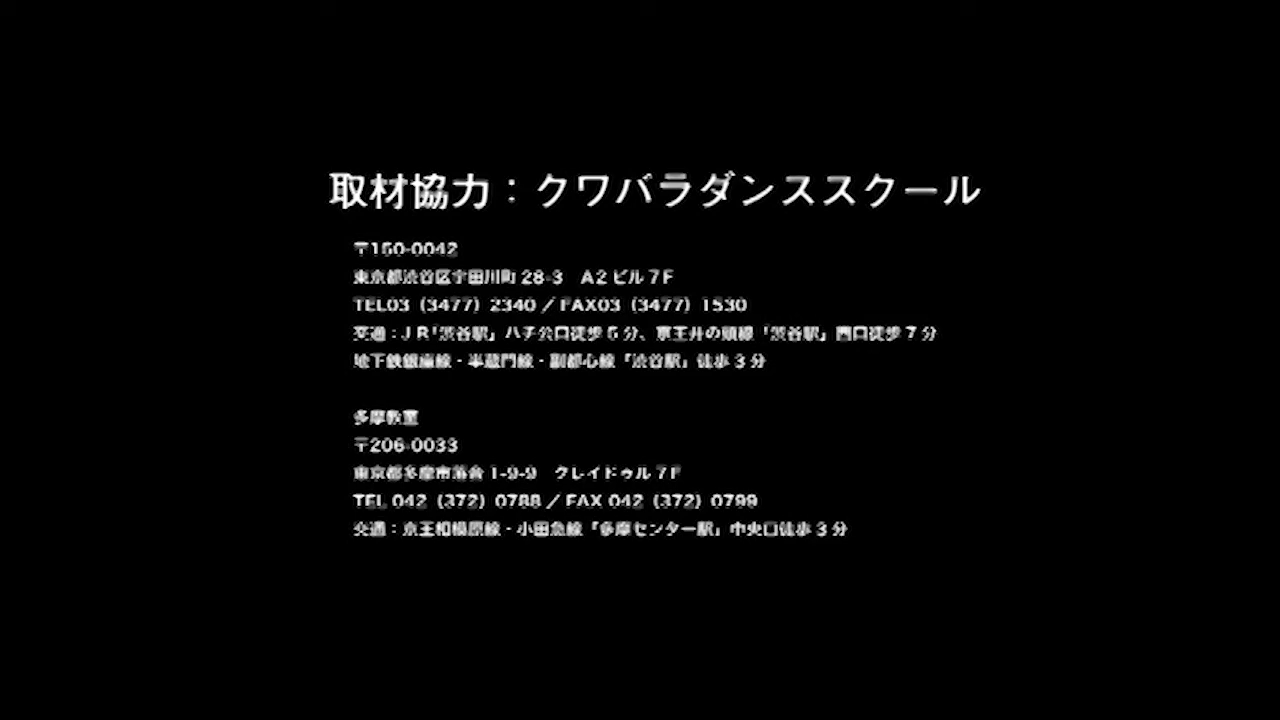 取材協力：クワバラダンススクール
〒150-0042
東京都渋谷区宇田川町 28-3　A2 ビル 7F
TEL03（3477）2340 / FAX03（3477）1530
交通：JR「渋谷駅」ハチ公口徒歩 5 分、京王井の頭線「渋谷駅」西口徒歩 7 分
地下鉄銀座線・半蔵門線・副都心線「渋谷駅」徒歩 3 分
多摩教室
〒206-0033
東京都多摩市落合 1-9-9　クレイドゥル 7F
TEL 042（372）0788 / FAX 042（372）0799
交通：京王相模原線・小田急線「多摩センター駅」中央口徒歩 3 分